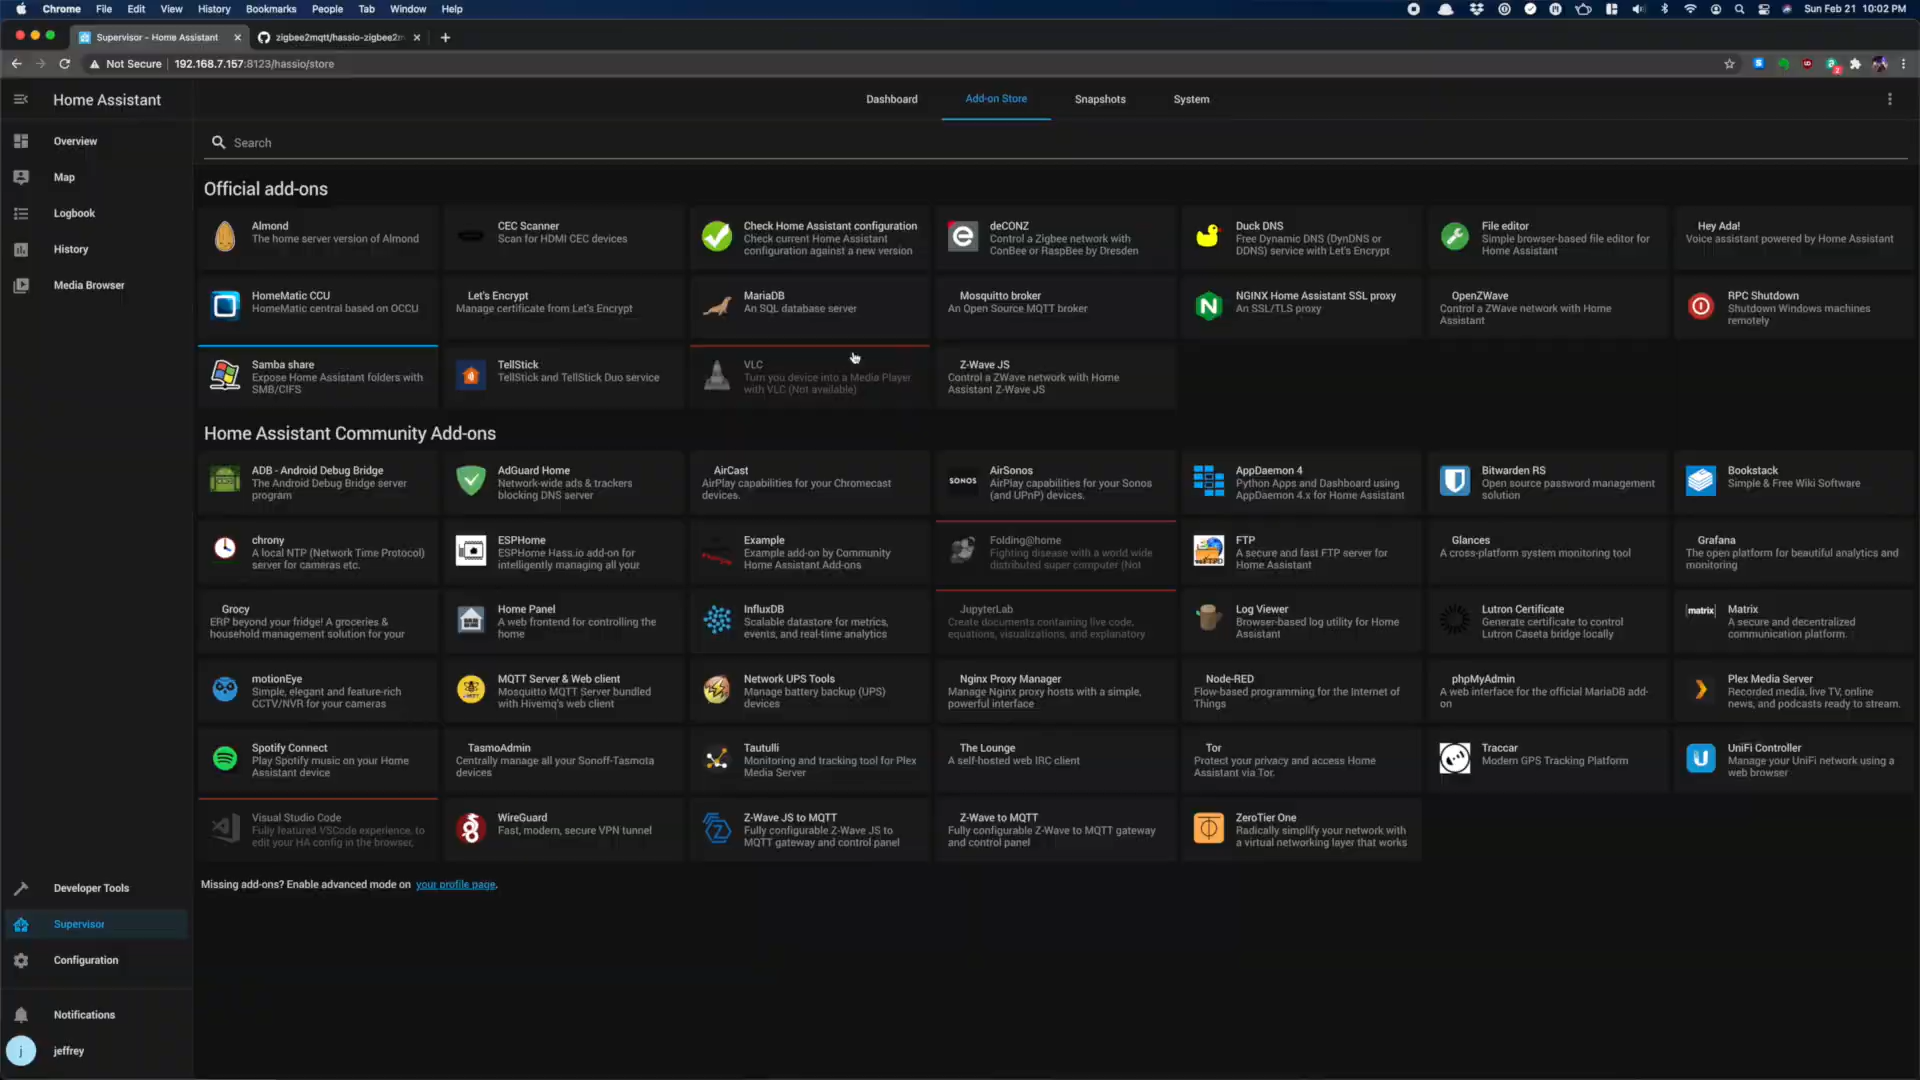 Chrome File Edit View History Bookmarks People Tab Window Help Sun Feb 21 10:02 PM
Supervisor - Home Assistant zigbee2mqtt/hassio-zigbee2m
Not Secure 192.168.7.157:8123/hassio/store
Home Assistant
Dashboard Add-on Store Snapshots System
Overview
Map
Logbook
History
Media Browser
Developer Tools
Supervisor
Configuration
Notifications
j jeffrey
Search
Official add-ons
Almond
The home server version of Almond
CEC Scanner
Scan for HDMI CEC devices
Check Home Assistant configuration
Check current Home Assistant
configuration against a new version
deCONZ
Control a Zigbee network with
ConBee or RaspBee by Dresden
Duck DNS
Free Dynamic DNS (DynDNS or
DDNS) service with Let's Encrypt
File editor
Simple browser-based file editor for
Home Assistant
Hey Ada!
Voice assistant powered by Home Assistant
HomeMatic CCU
HomeMatic central based on OCCU
Let's Encrypt
Manage certificate from Let's Encrypt
MariaDB
An SQL database server
Mosquitto broker
An Open Source MQTT broker
NGINX Home Assistant SSL proxy
An SSL/TLS proxy
OpenZWave
Control a ZWave network with Home
Assistant
RPC Shutdown
Shutdown Windows machines
remotely
Samba share
Expose Home Assistant folders with
SMB/CIFS
TellStick
TellStick and TellStick Duo service
VLC
Turn you device into a Media Player
with VLC (Not available)
Z-Wave JS
Control a ZWave network with Home
Assistant Z-Wave JS
Home Assistant Community Add-ons
ADB - Android Debug Bridge
The Android Debug Bridge server
program
AdGuard Home
Network-wide ads & trackers
blocking DNS server
AirCast
AirPlay capabilities for your Chromecast
devices.
SONOS
AirSonos
AirPlay capabilities for your Sonos
(and UPnP) devices.
AppDaemon 4
Python Apps and Dashboard using
AppDaemon 4.x for Home Assistant
Bitwarden RS
Open source password management
solution
Bookstack
Simple & Free Wiki Software
chrony
A local NTP (Network Time Protocol)
server for cameras etc.
ESPHome
ESPHome Hass.io add-on for
intelligently managing all your
Example
Example add-on by Community
Home Assistant Add-ons
Folding@home
Fighting disease with a world wide
distributed super computer (Not
FTP
A secure and fast FTP server for
Home Assistant
Glances
A cross-platform system monitoring tool
Grafana
The open platform for beautiful analytics and
monitoring
Grocy
ERP beyond your fridge! A groceries &
household management solution for your
Home Panel
A web frontend for controlling the
home
InfluxDB
Scalable datastore for metrics,
events, and real-time analytics
JupyterLab
Create documents containing live code,
equations, visualizations, and explanatory
Log Viewer
Browser-based log utility for Home
Assistant
Lutron Certificate
Generate certificate to control
Lutron Caseta bridge locally
[matrix]
Matrix
A secure and decentralized
communication platform.
motionEye
Simple, elegant and feature-rich
CCTV/NVR for your cameras
MQTT Server & Web client
Mosquitto MQTT Server bundled
with Hivemq's web client
Network UPS Tools
Manage battery backup (UPS)
devices
Nginx Proxy Manager
Manage Nginx proxy hosts with a simple,
powerful interface
Node-RED
Flow-based programming for the Internet of
Things
phpMyAdmin
A web interface for the official MariaDB add-
on
Plex Media Server
Recorded media, live TV, online
news, and podcasts ready to stream.
Spotify Connect
Play Spotify music on your Home
Assistant device
TasmoAdmin
Centrally manage all your Sonoff-Tasmota
devices
Tautulli
Monitoring and tracking tool for Plex
Media Server
The Lounge
A self-hosted web IRC client
Tor
Protect your privacy and access Home
Assistant via Tor.
Traccar
Modern GPS Tracking Platform
UniFi Controller
Manage your UniFi network using a
web browser
Visual Studio Code
Fully featured VSCode experience, to
edit your HA config in the browser,
WireGuard
Fast, modern, secure VPN tunnel
Z-Wave JS to MQTT
Fully configurable Z-Wave JS to
MQTT gateway and control panel
Z-Wave to MQTT
Fully configurable Z-Wave to MQTT gateway
and control panel
ZeroTier One
Radically simplify your network with
a virtual networking layer that works
Missing add-ons? Enable advanced mode on your profile page.